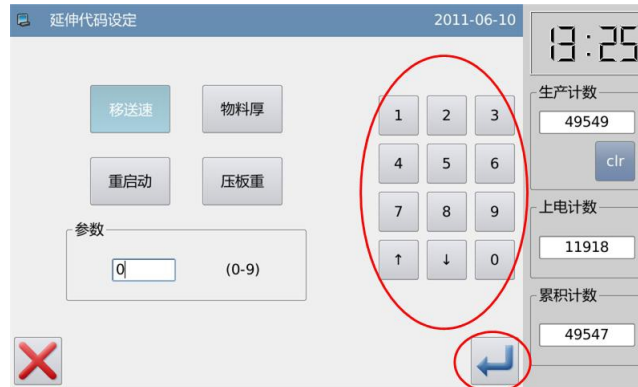 延伸代码设定 2011-06-10
13:25
移送速 物料厚
重启动 压板重
参数
0 (0-9)
1 2 3
4 5 6
7 8 9
↑ ↓ 0
生产计数
49549
clr
上电计数
11918
累积计数
49547